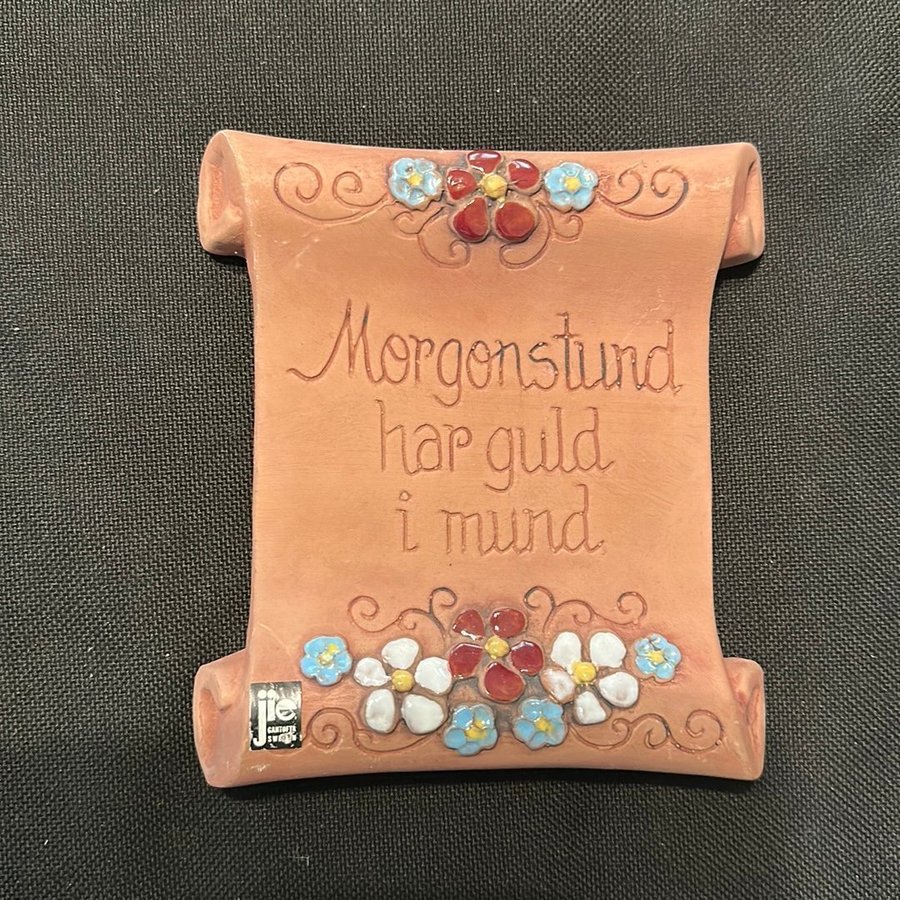 Morgonstund
har guld
i mund
jie
GANTOFTA
SWEDEN